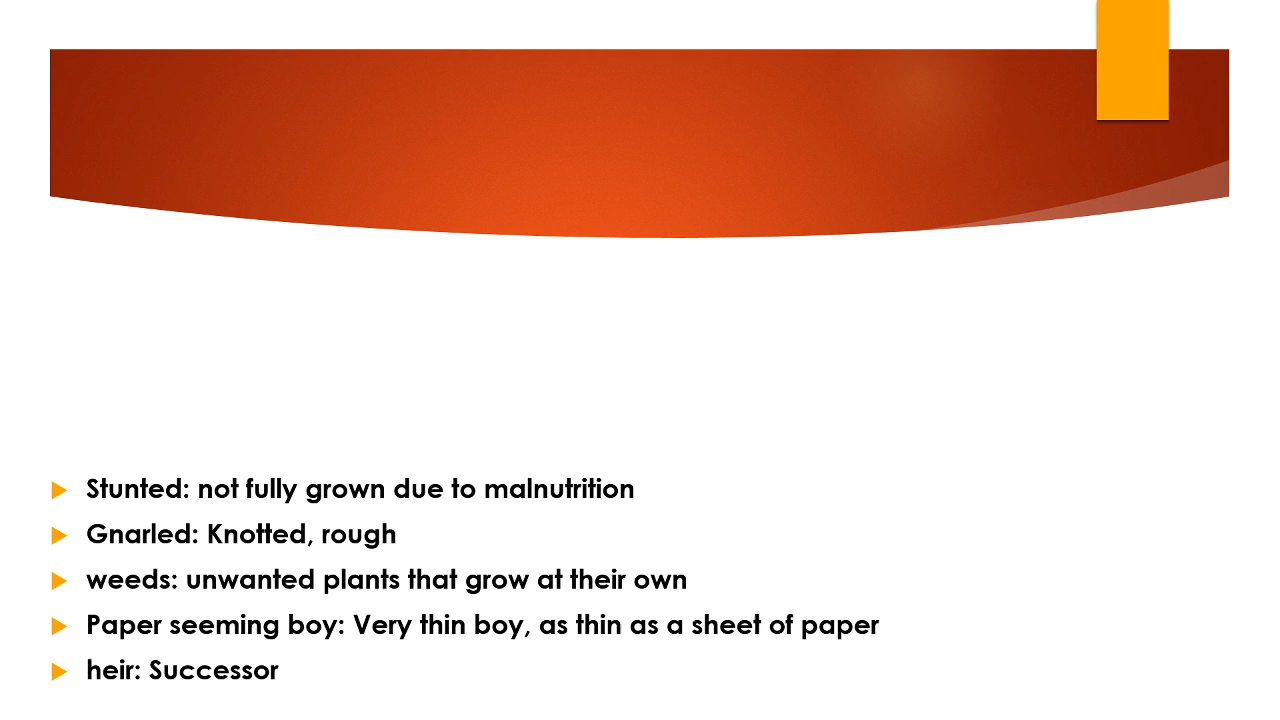 Stunted: not fully grown due to malnutrition
Gnarled: Knotted, rough
weeds: unwanted plants that grow at their own
Paper seeming boy: Very thin boy, as thin as a sheet of paper
heir: Successor